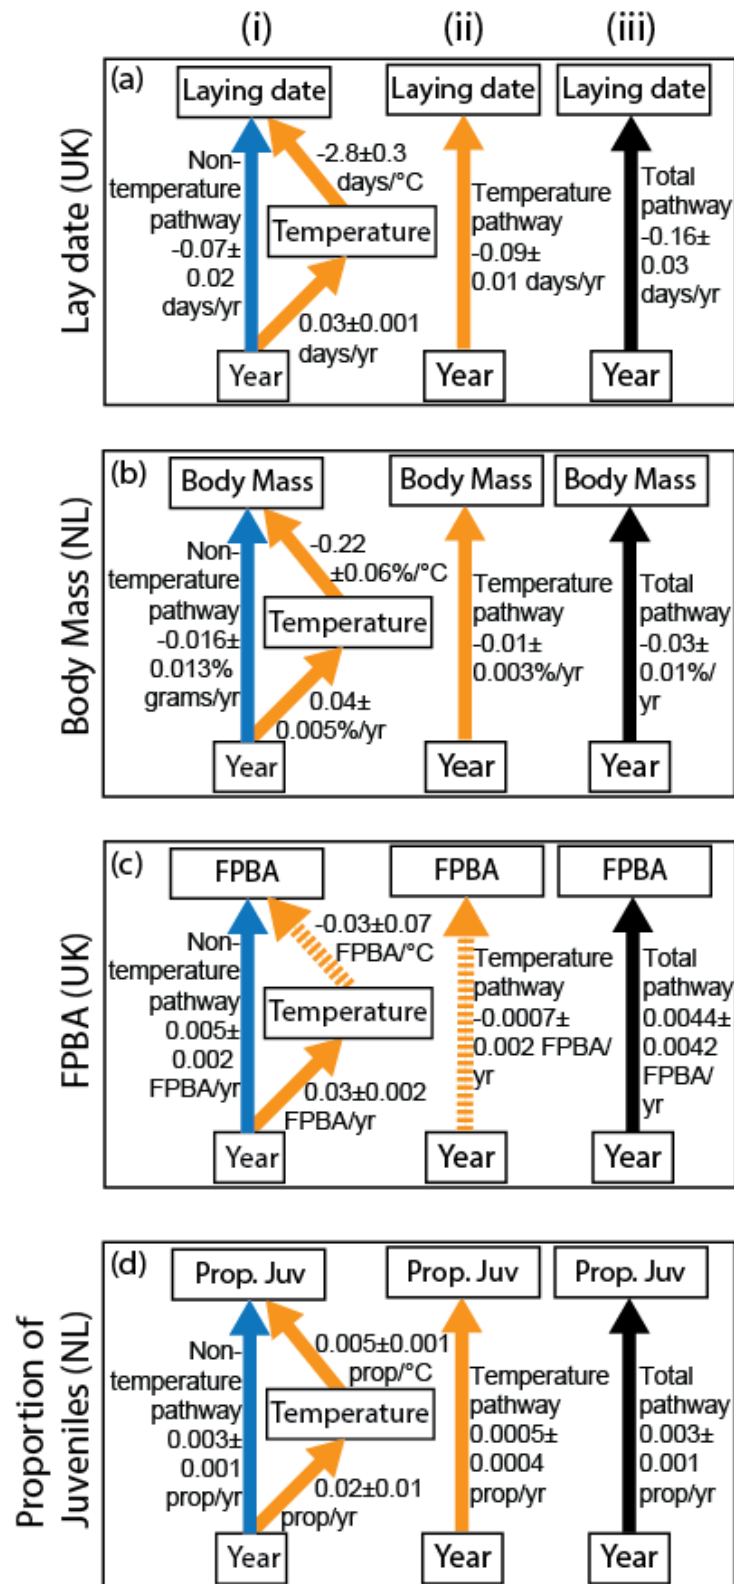 (i) (ii) (iii)
Lay date (UK)
(a)
Laying date
Non-
temperature
pathway
-0.07±
0.02
days/yr
-2.8±0.3
days/°C
Temperature
0.03±0.001
days/yr
Year
Laying date
Temperature
pathway
-0.09±
0.01 days/yr
Year
Laying date
Total
pathway
-0.16±
0.03
days/yr
Year
Body Mass (NL)
(b)
Body Mass
Non-
temperature
pathway
-0.016±
0.013%
grams/yr
-0.22
±0.06%/°C
Temperature
0.04±
0.005%/yr
Year
Body Mass
Temperature
pathway
-0.01±
0.003%/yr
Year
Body Mass
Total
pathway
-0.03±
0.01%/
yr
Year
FPBA (UK)
(c)
FPBA
Non-
temperature
pathway
0.005±
0.002
FPBA/yr
-0.03±0.07
FPBA/°C
Temperature
0.03±0.002
FPBA/yr
Year
FPBA
Temperature
pathway
-0.0007±
0.002 FPBA/
yr
Year
FPBA
Total
pathway
0.0044±
0.0042
FPBA/
yr
Year
Proportion of
Juveniles (NL)
(d)
Prop. Juv
Non-
temperature
pathway
0.003±
0.001
prop/yr
0.005±0.001
prop/°C
Temperature
0.02±0.01
prop/yr
Year
Prop. Juv
Temperature
pathway
0.0005±
0.0004
prop/yr
Year
Prop. Juv
Total
pathway
0.003±
0.001
prop/yr
Year